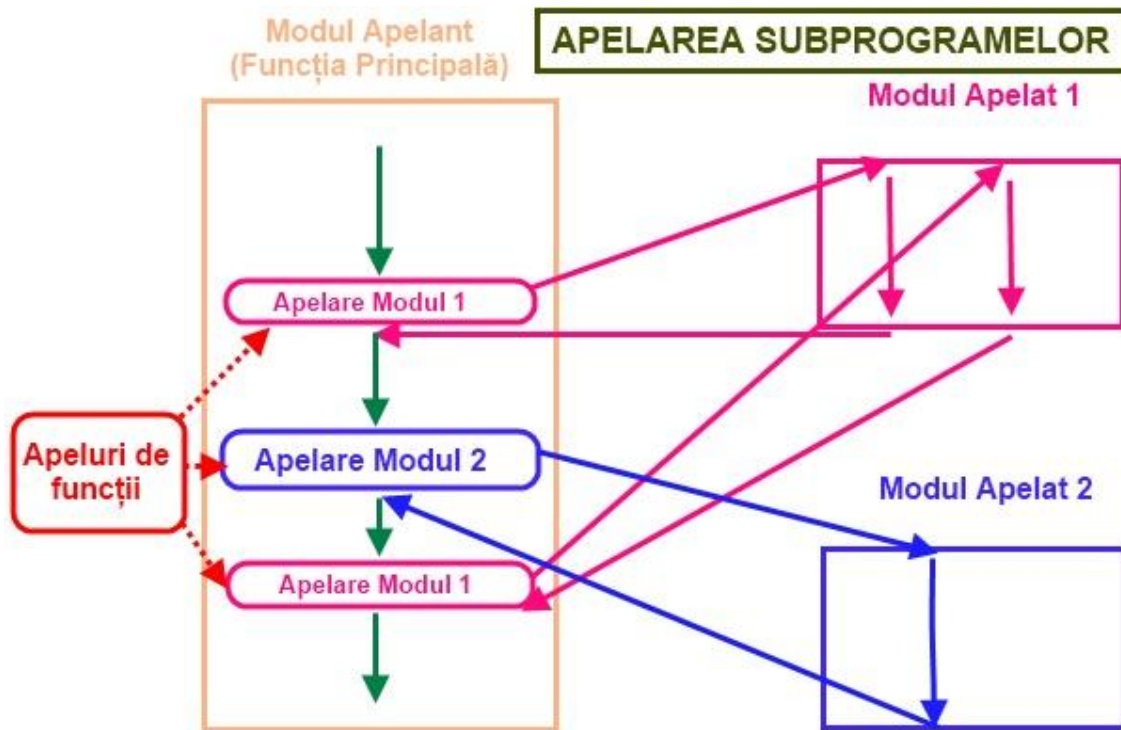 Modul Apelant
(Funcția Principală)
APELAREA SUBPROGRAMELOR
Modul Apelat 1
Apelare Modul 1
Apeluri de
funcții
Apelare Modul 2
Modul Apelat 2
Apelare Modul 1